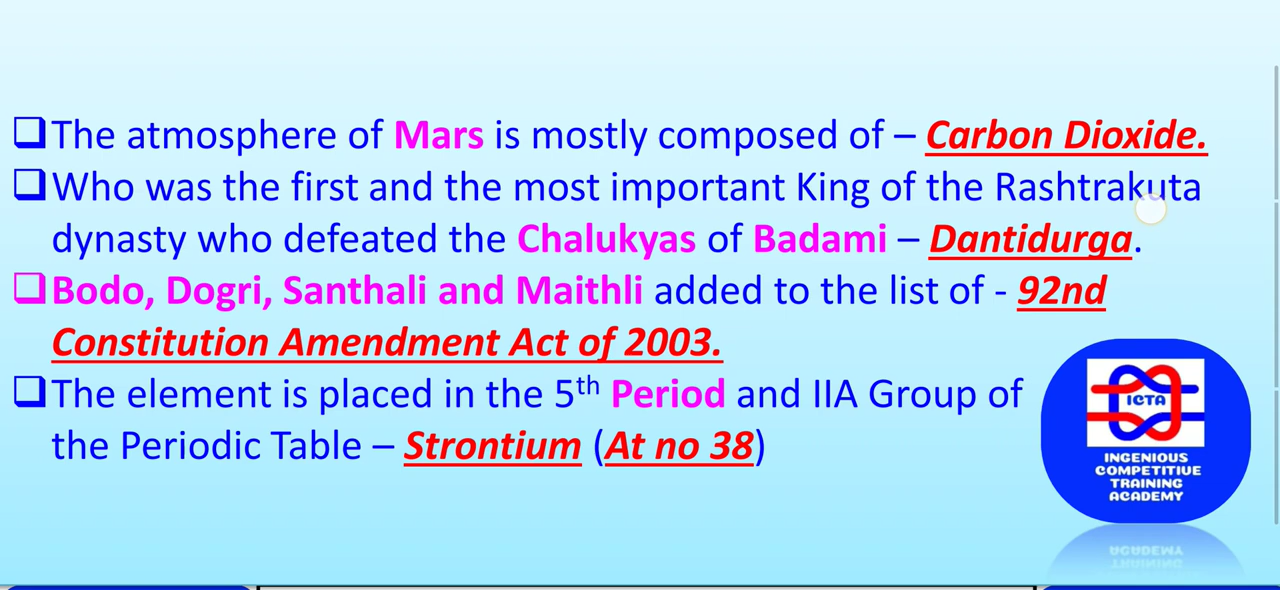 ❑The atmosphere of Mars is mostly composed of – Carbon Dioxide.
❑Who was the first and the most important King of the Rashtrakuta
dynasty who defeated the Chalukyas of Badami – Dantidurga.
❑Bodo, Dogri, Santhali and Maithli added to the list of - 92nd
Constitution Amendment Act of 2003.
❑The element is placed in the 5th Period and IIA Group of
the Periodic Table – Strontium (At no 38)
ICTA
INGENIOUS
COMPETITIUE
TRAINING
ACADEMY